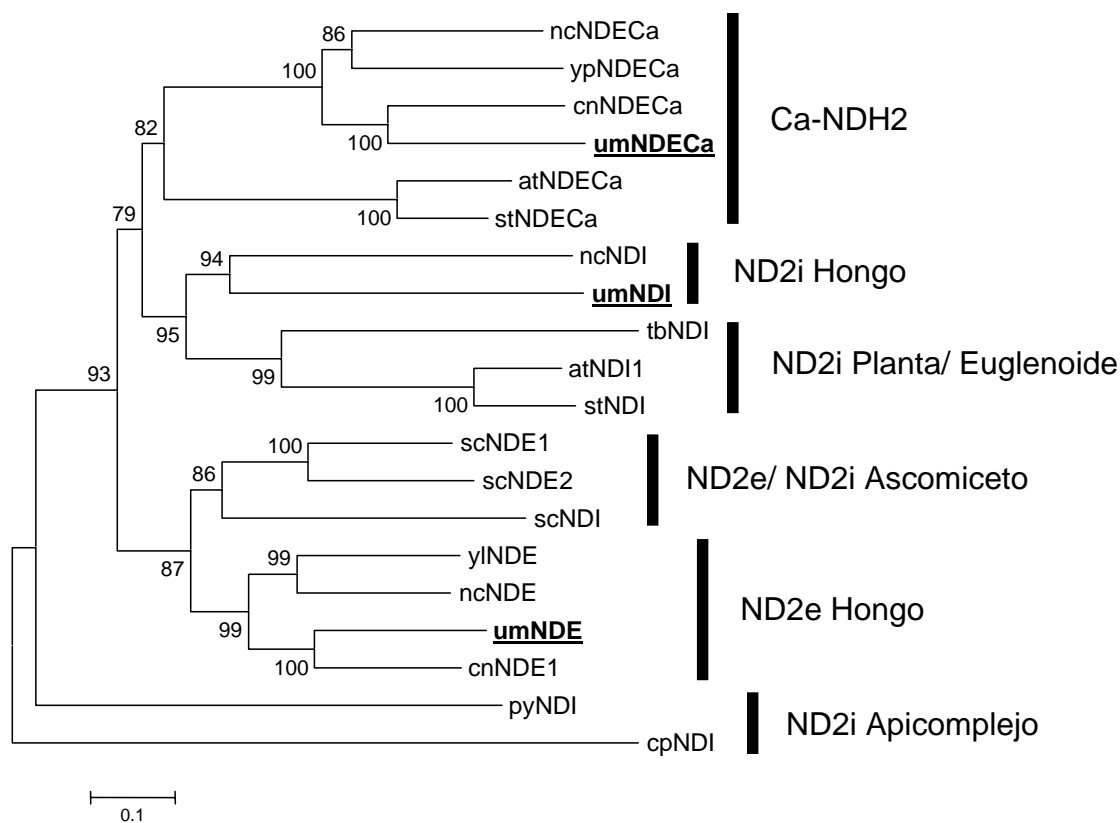 ncNDECa
86
ypNDECa
100
cnNDECa
Ca-NDH2
82
100
umNDECa
atNDECa
79
100
stNDECa
94
ncNDI
ND2i Hongo
umNDI
95
tbNDI
93
99
atNDI1
ND2i Planta/ Euglenoide
100
stNDI
100
scNDE1
86
scNDE2
ND2e/ ND2i Ascomiceto
scNDI
87
99
ylNDE
ncNDE
ND2e Hongo
99
umNDE
100
cnNDE1
pyNDI
ND2i Apicomplejo
cpNDI
0.1